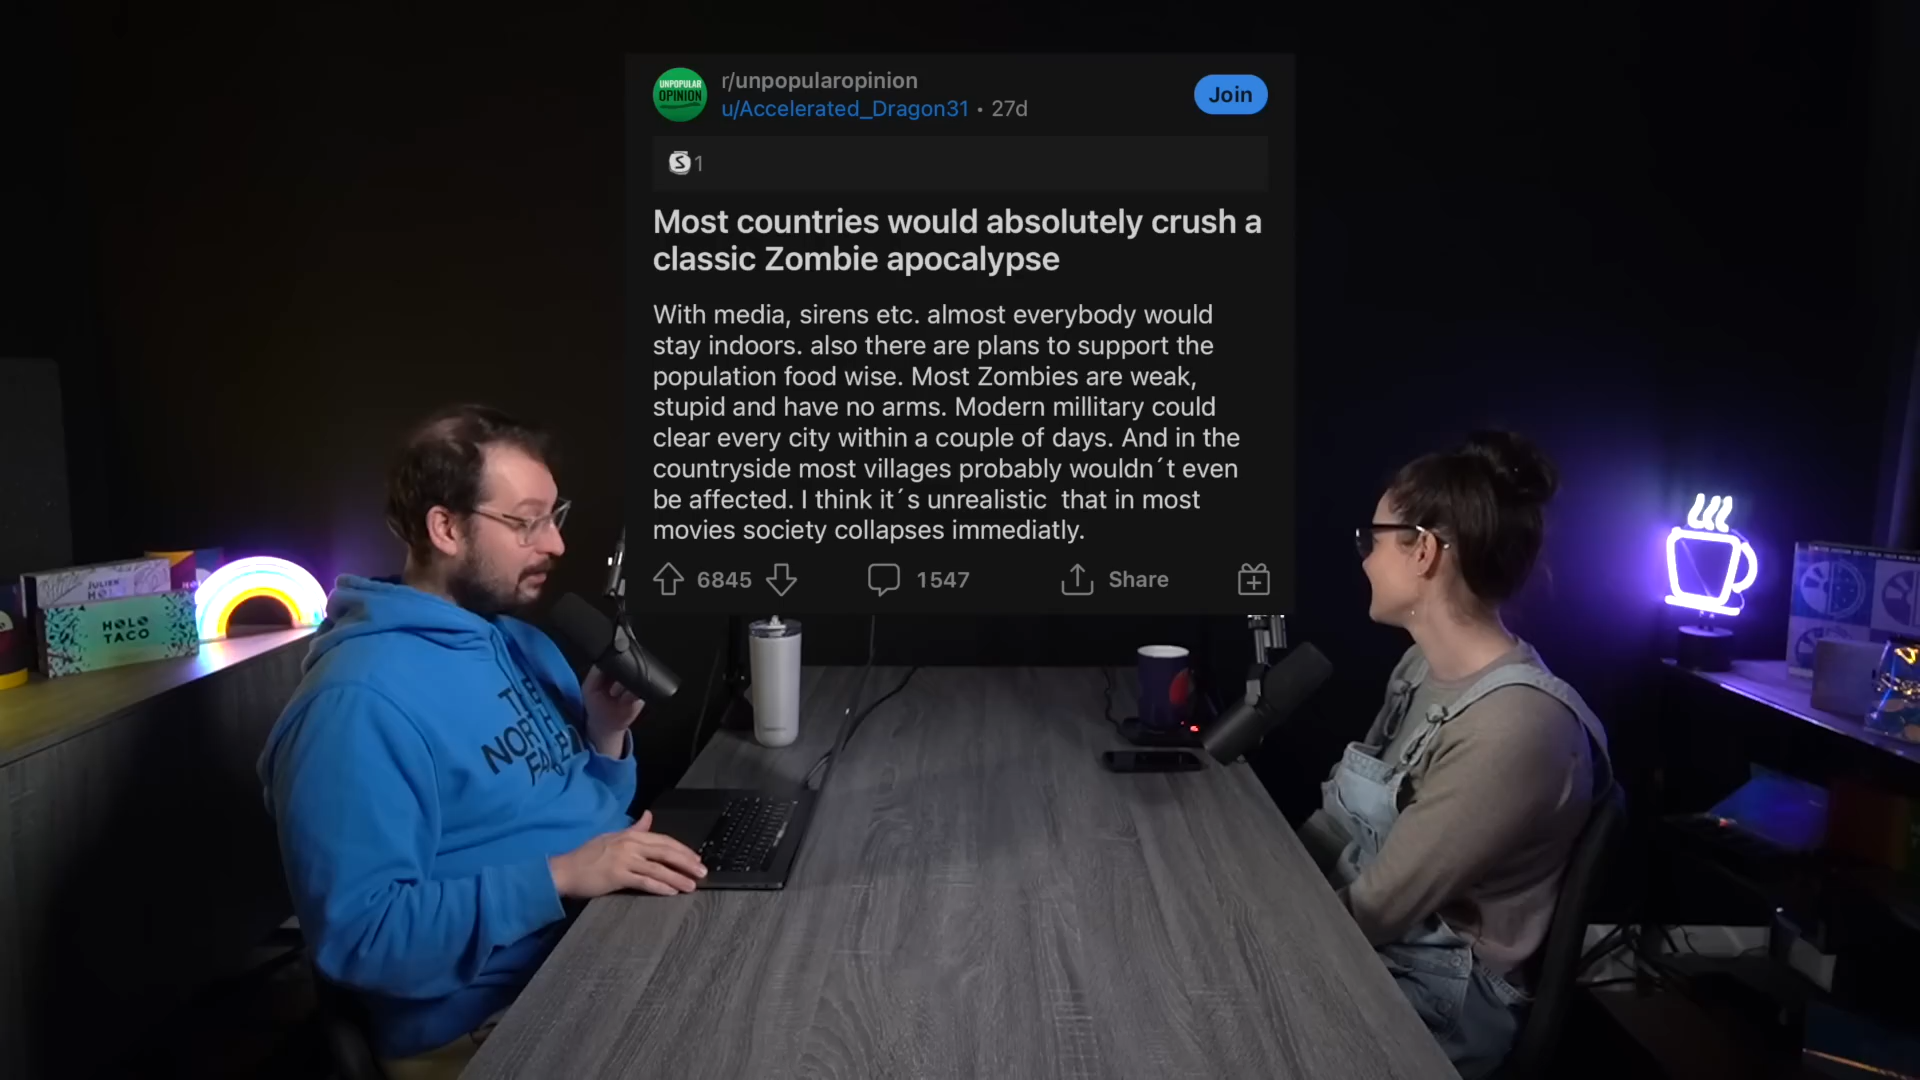 UNPOPULAR
OPINION
r/unpopularopinion
u/Accelerated_Dragon31 • 27d
Join
S 1
Most countries would absolutely crush a
classic Zombie apocalypse
With media, sirens etc. almost everybody would
stay indoors. also there are plans to support the
population food wise. Most Zombies are weak,
stupid and have no arms. Modern millitary could
clear every city within a couple of days. And in the
countryside most villages probably wouldn´t even
be affected. I think it´s unrealistic that in most
movies society collapses immediatly.
6845
1547
Share
HOLO
TACO